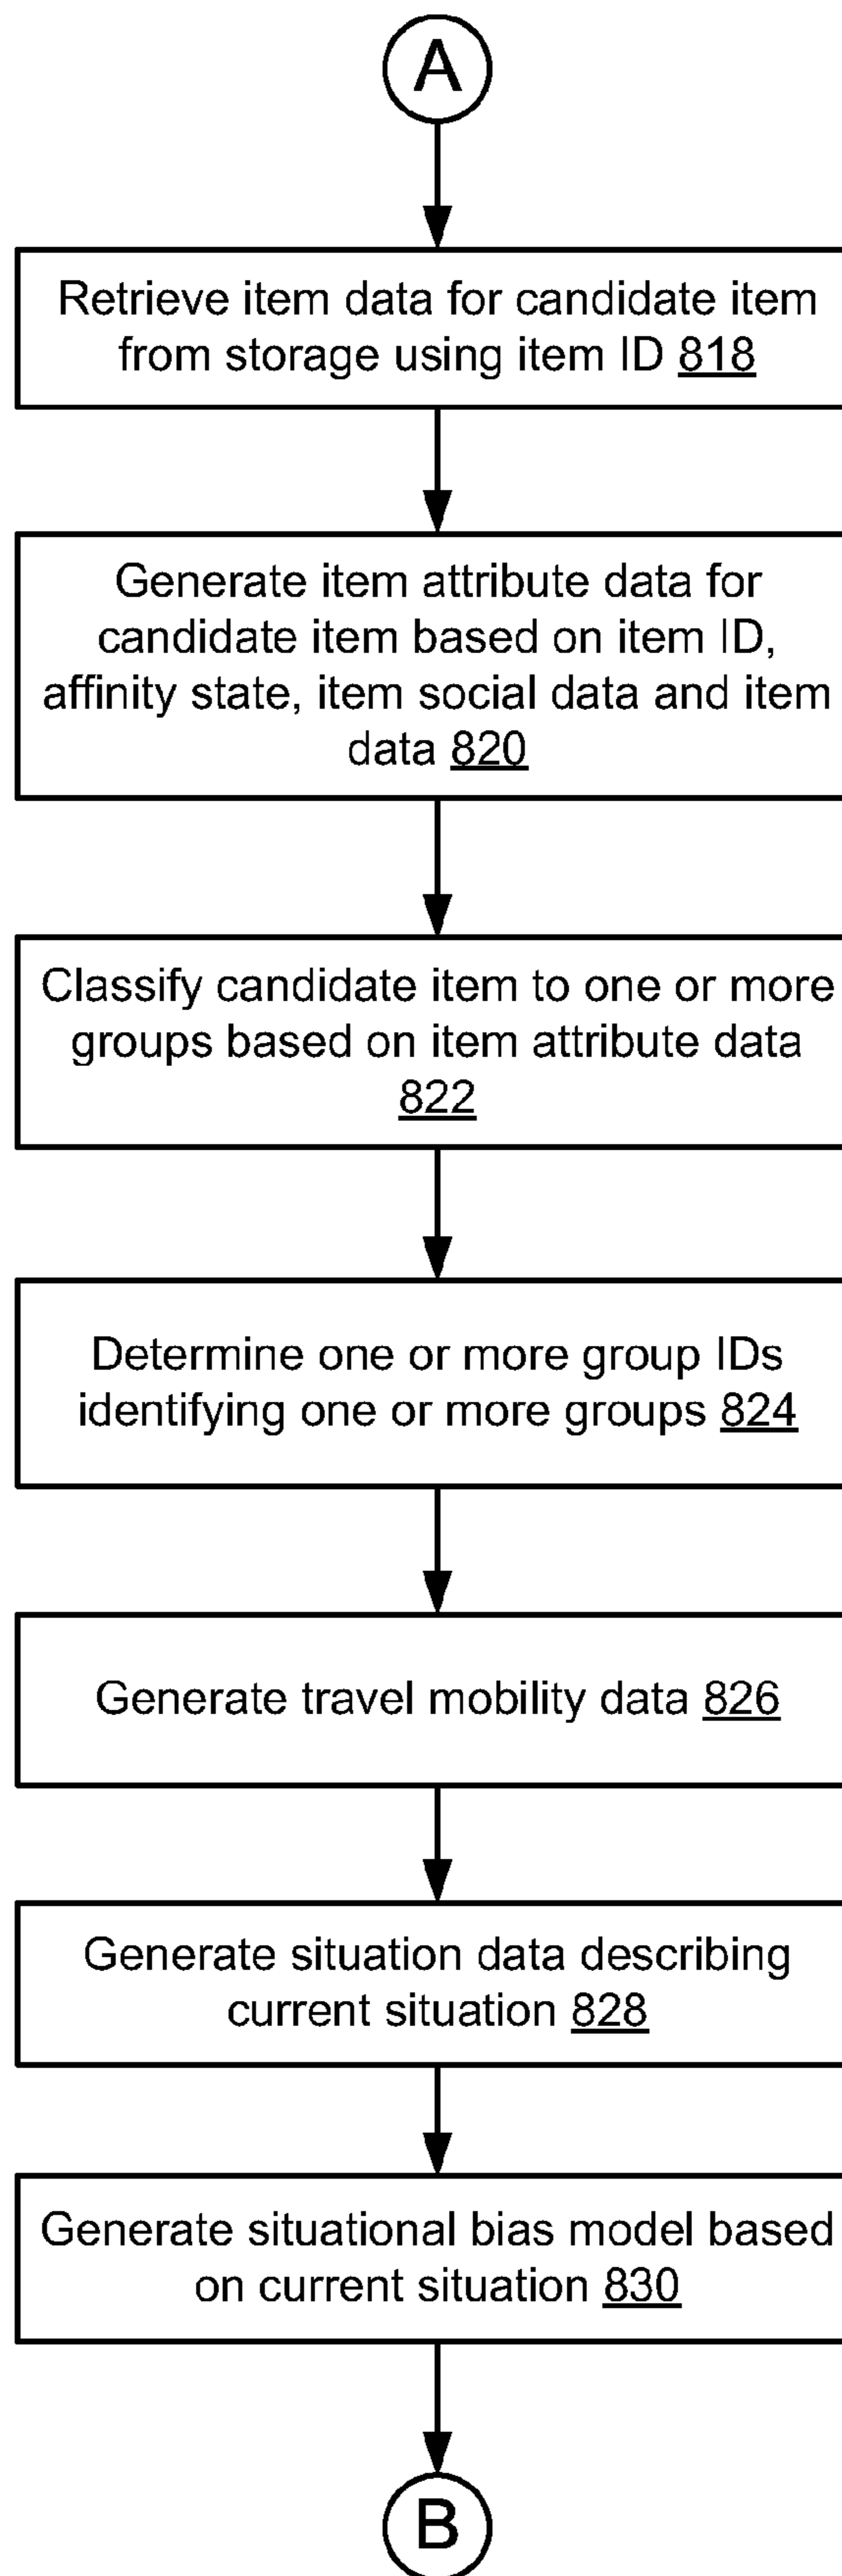 A
Retrieve item data for candidate item
from storage using item ID 818
Generate item attribute data for
candidate item based on item ID,
affinity state, item social data and item
data 820
Classify candidate item to one or more
groups based on item attribute data
822
Determine one or more group IDs
identifying one or more groups 824
Generate travel mobility data 826
Generate situation data describing
current situation 828
Generate situational bias model based
on current situation 830
B